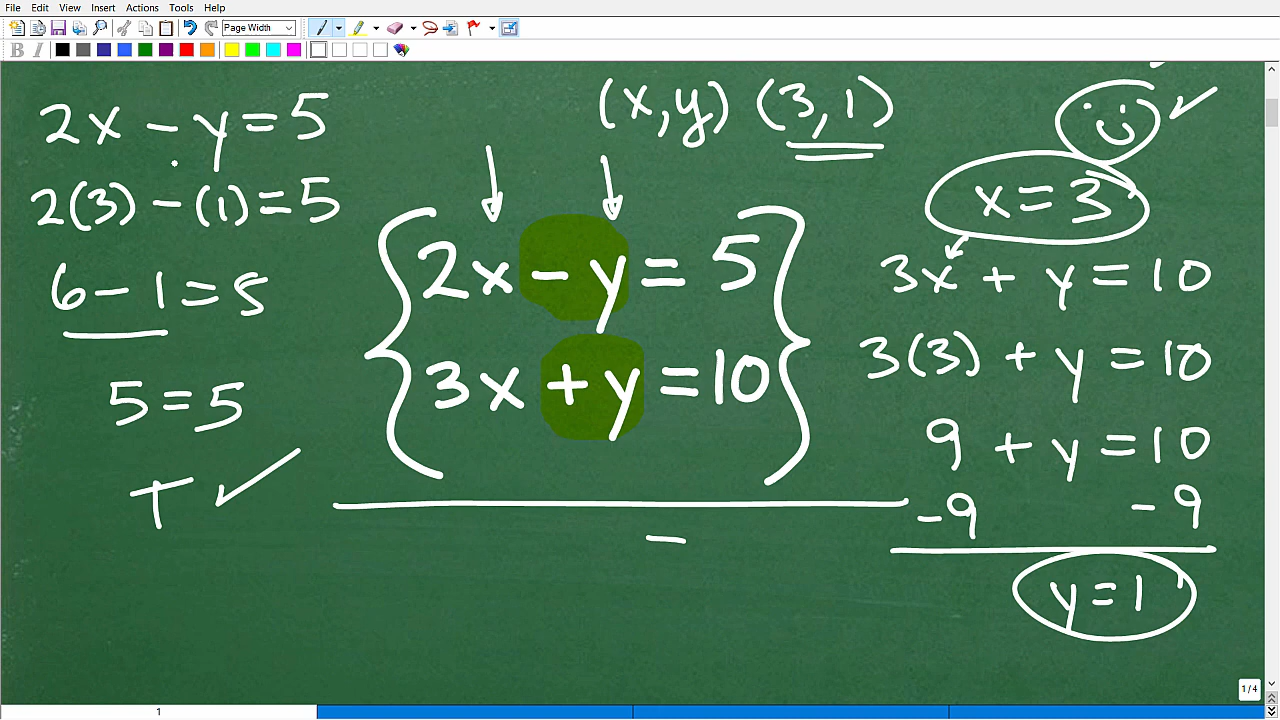 File Edit View Insert Actions Tools Help
Page Width
B I
2x - y = 5
2(3) - (1) = 5
6 - 1 = 5
5 = 5
T ✓
(x,y) (3,1)
2x - y = 5
3x + y = 10
=
x = 3
3x + y = 10
3(3) + y = 10
9 + y = 10
-9 -9
y = 1
1/4
1